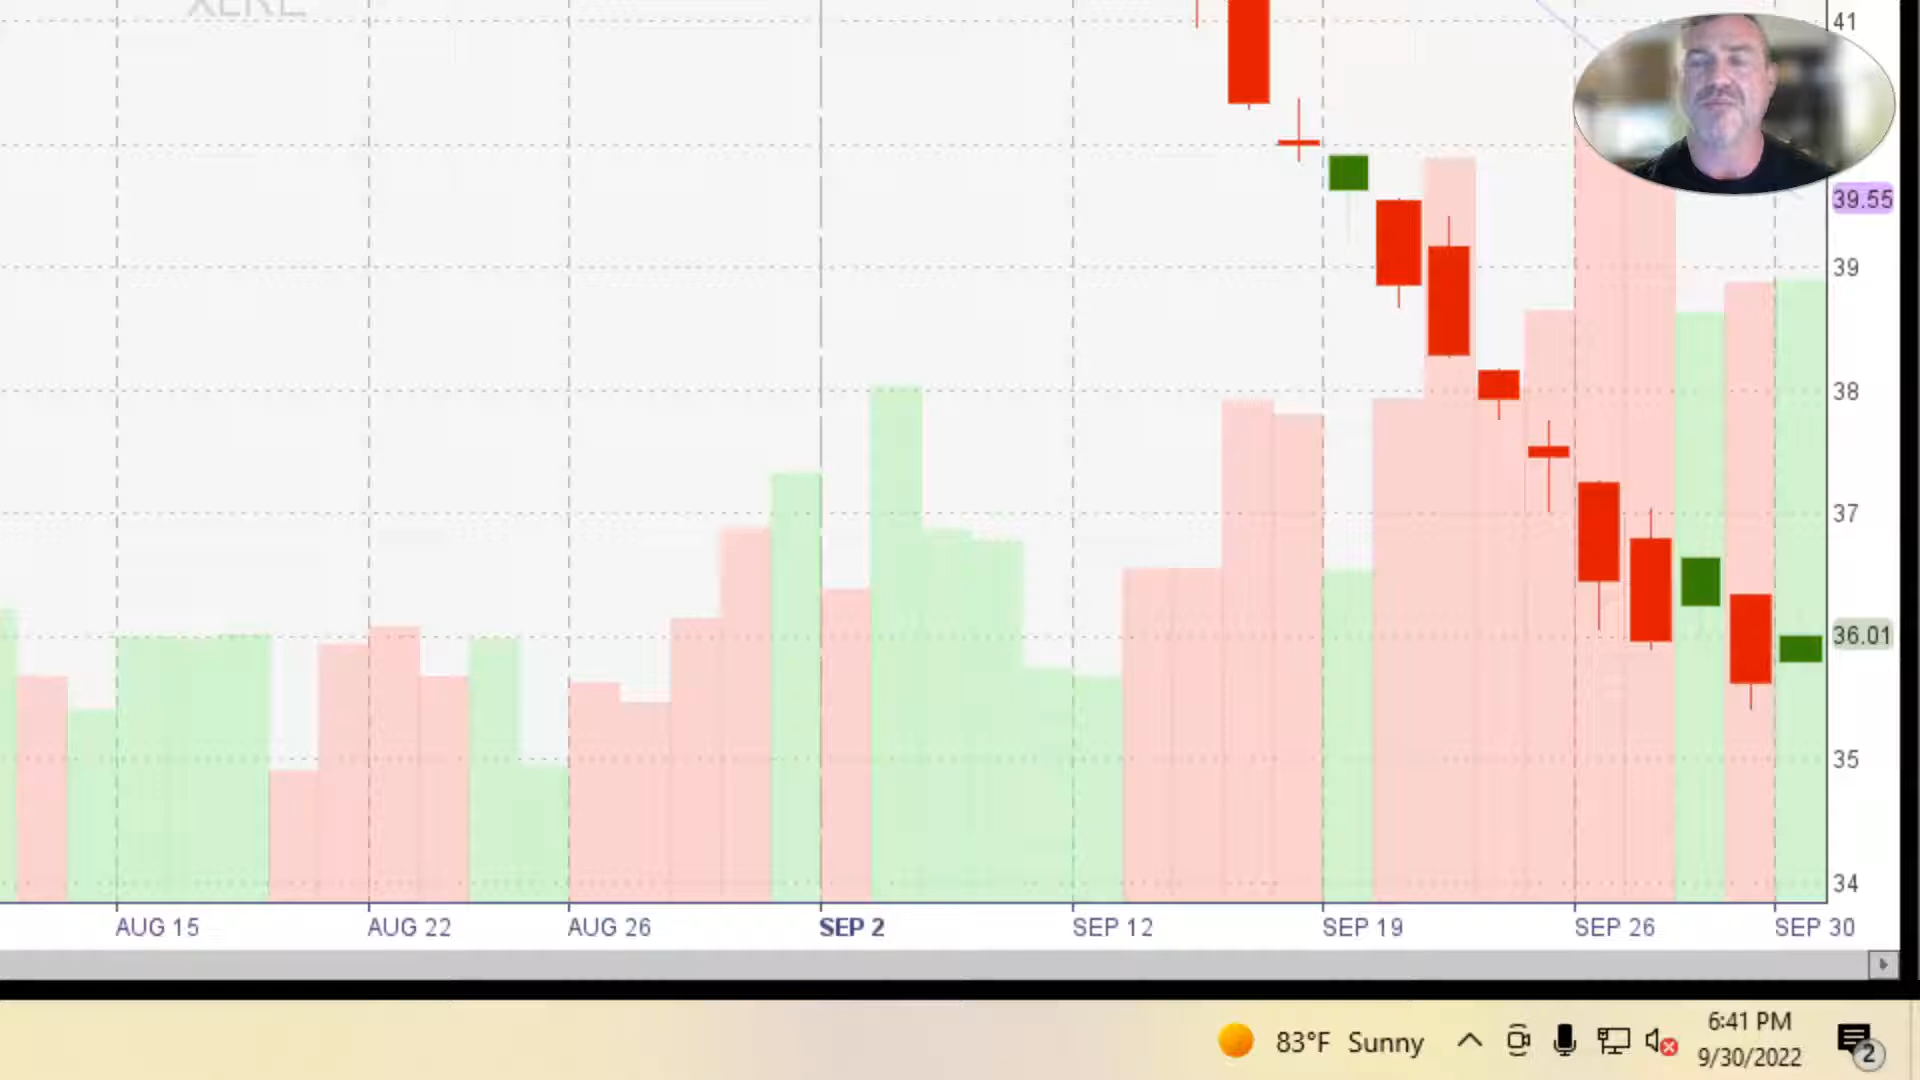 XLRE
41
39.55
39
38
37
36.01
35
34
AUG 15
AUG 22
AUG 26
SEP 2
SEP 12
SEP 19
SEP 26
SEP 30
83°F Sunny
6:41 PM
9/30/2022
2